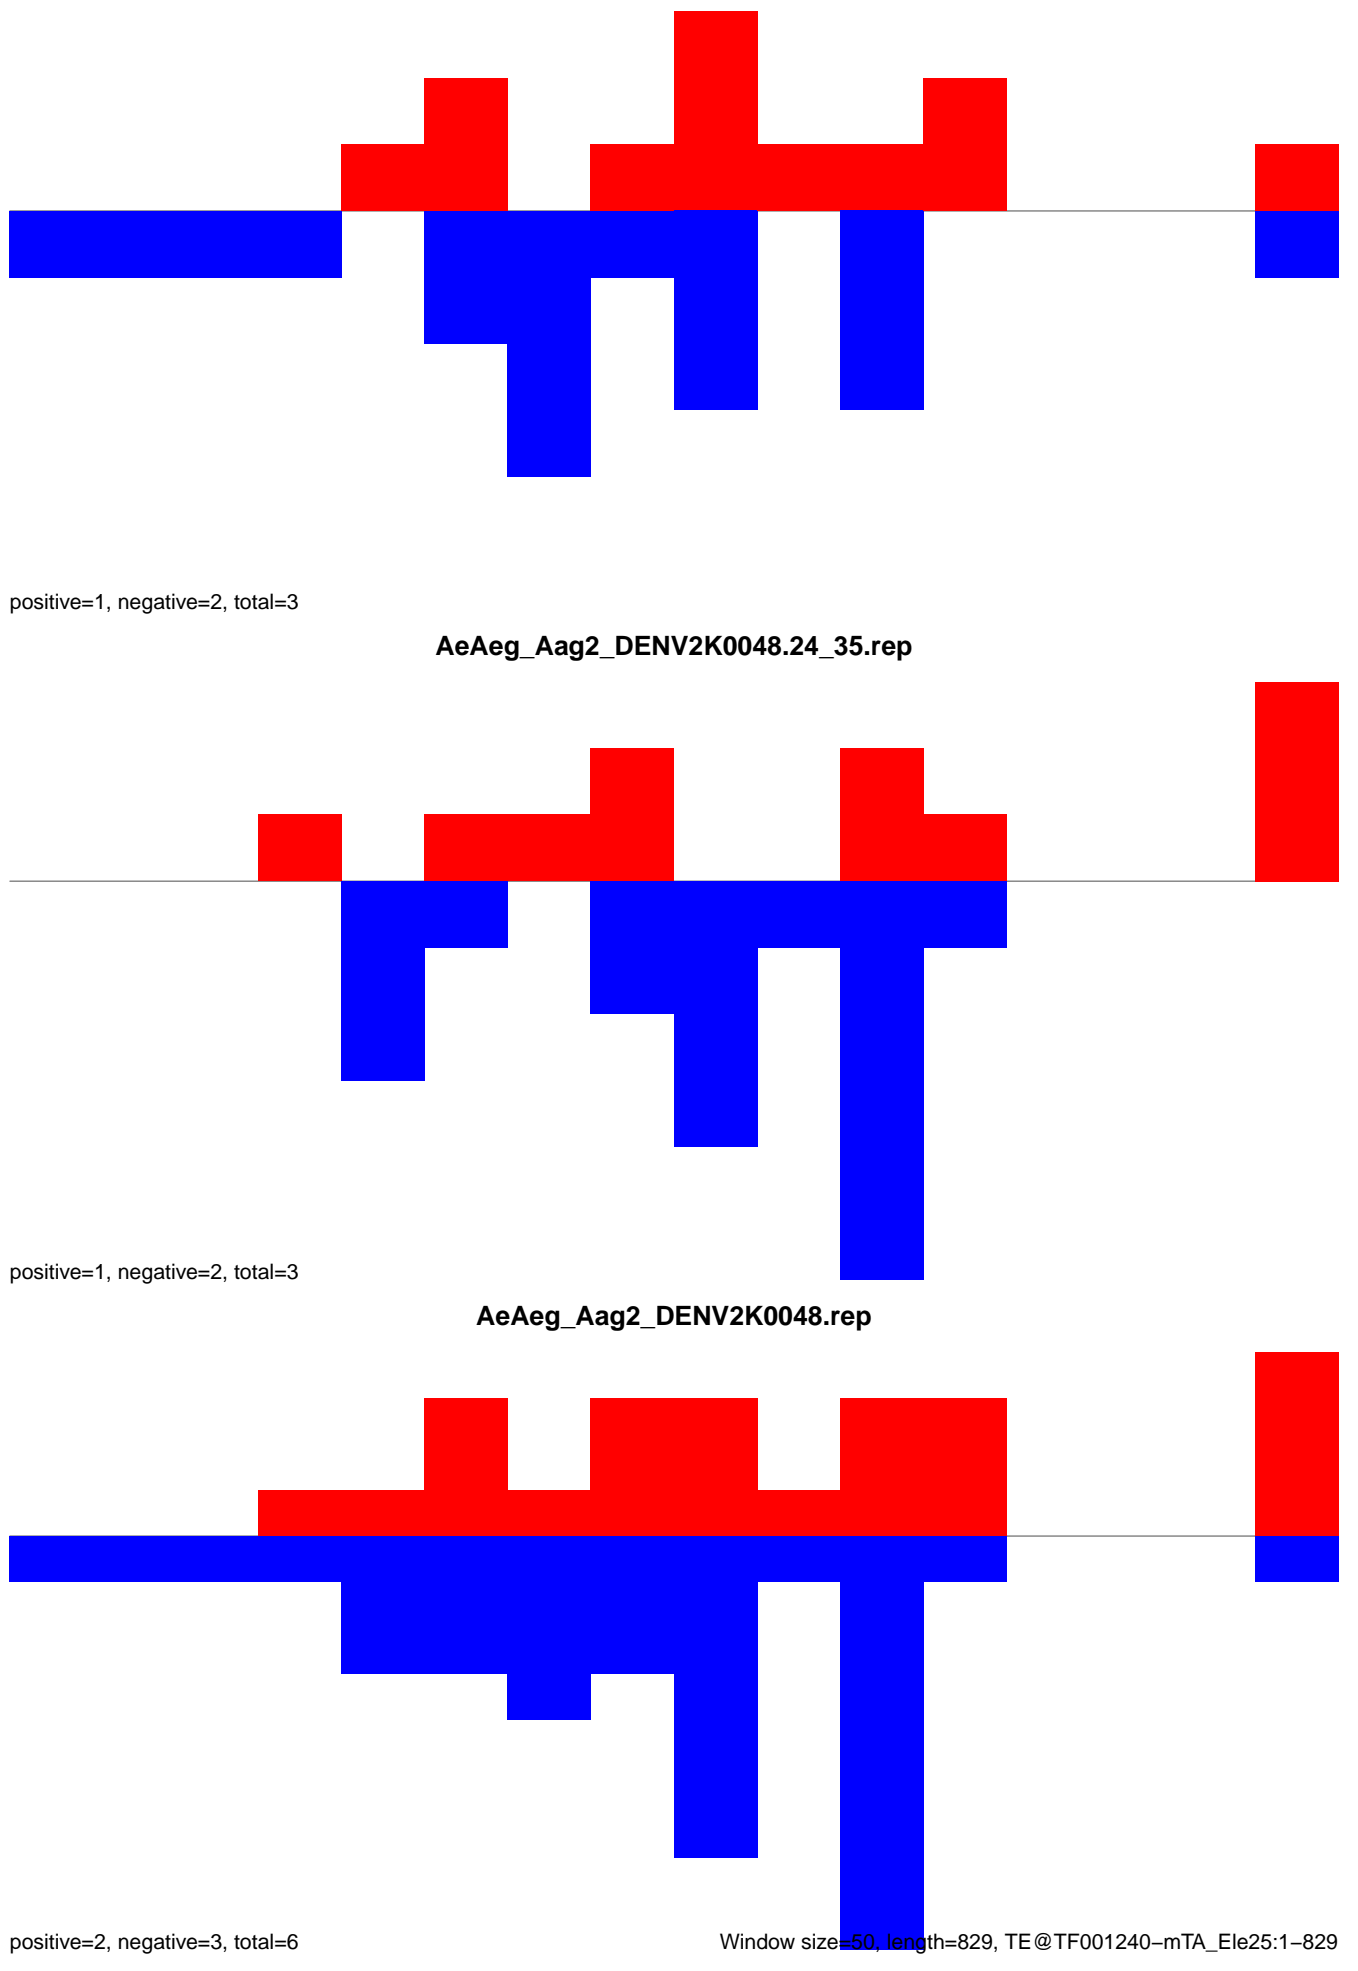 positive=1, negative=2, total=3
AeAeg_Aag2_DENV2K0048.24_35.rep
positive=1, negative=2, total=3
AeAeg_Aag2_DENV2K0048.rep
positive=2, negative=3, total=6
Window size=50, length=829, TE@TF001240−mTA_Ele25:1−829